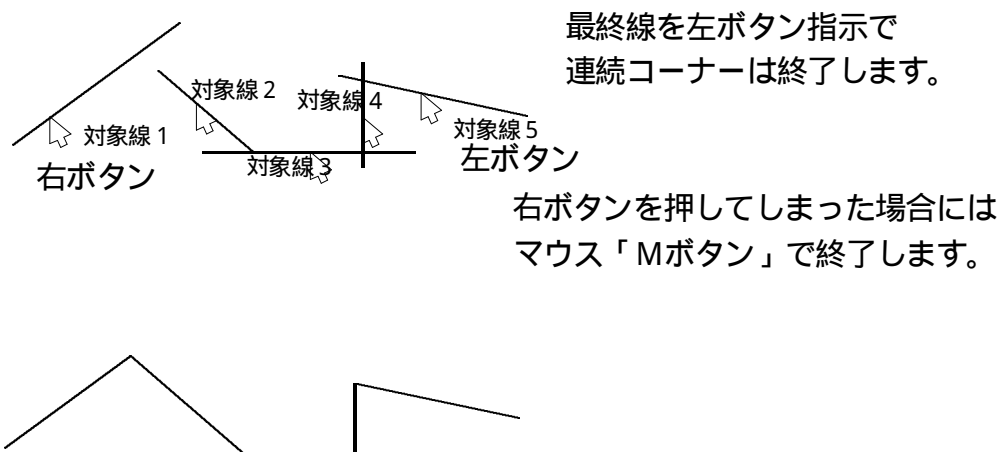 最終線を左ボタン指示で
連続コーナーは終了します。
対象線２
対象線４
対象線１
対象線５
対象線３
右ボタン
左ボタン
右ボタンを押してしまった場合には
マウス「Ｍボタン」で終了します。